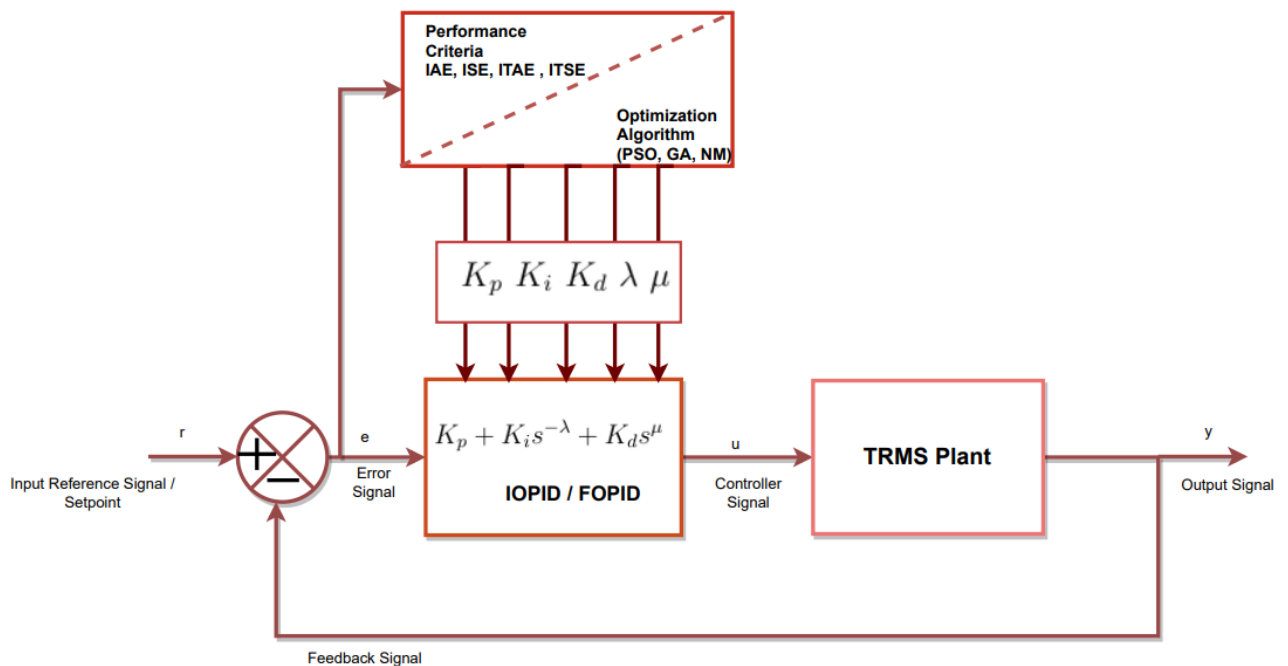 Performance
Criteria
IAE, ISE, ITAE , ITSE
Optimization
Algorithm
(PSO, GA, NM)
K_p K_i K_d λ μ
r
+
−
Input Reference Signal /
Setpoint
e
Error
Signal
K_p + K_i s^{-λ} + K_d s^μ
IOPID / FOPID
u
Controller
Signal
TRMS Plant
y
Output Signal
Feedback Signal